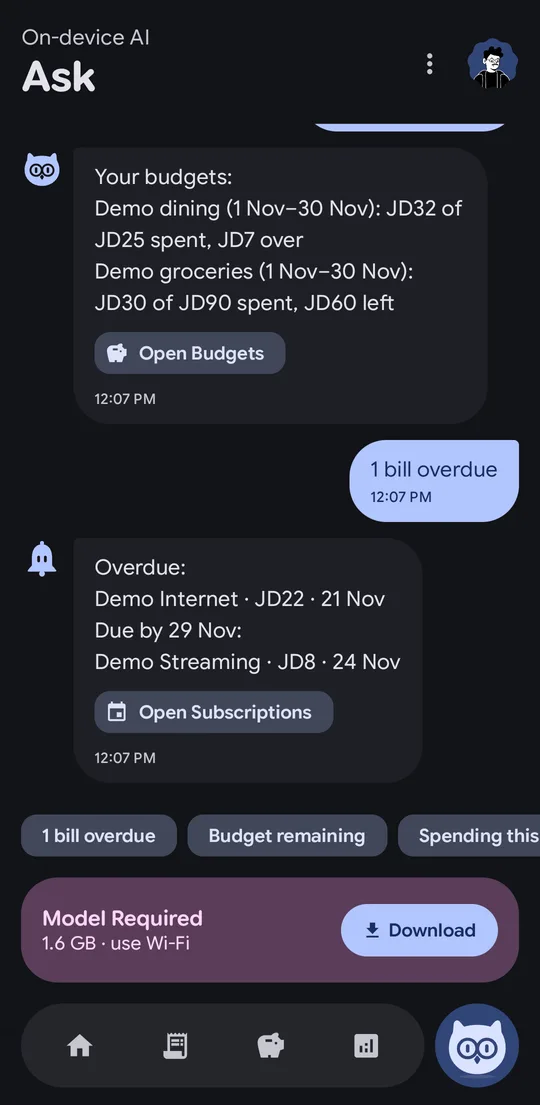 On-device AI
Ask
Your budgets:
Demo dining (1 Nov–30 Nov): JD32 of
JD25 spent, JD7 over
Demo groceries (1 Nov–30 Nov):
JD30 of JD90 spent, JD60 left
Open Budgets
12:07 PM
1 bill overdue
12:07 PM
Overdue:
Demo Internet · JD22 · 21 Nov
Due by 29 Nov:
Demo Streaming · JD8 · 24 Nov
Open Subscriptions
12:07 PM
1 bill overdue
Budget remaining
Spending this
Model Required
1.6 GB · use Wi-Fi
Download